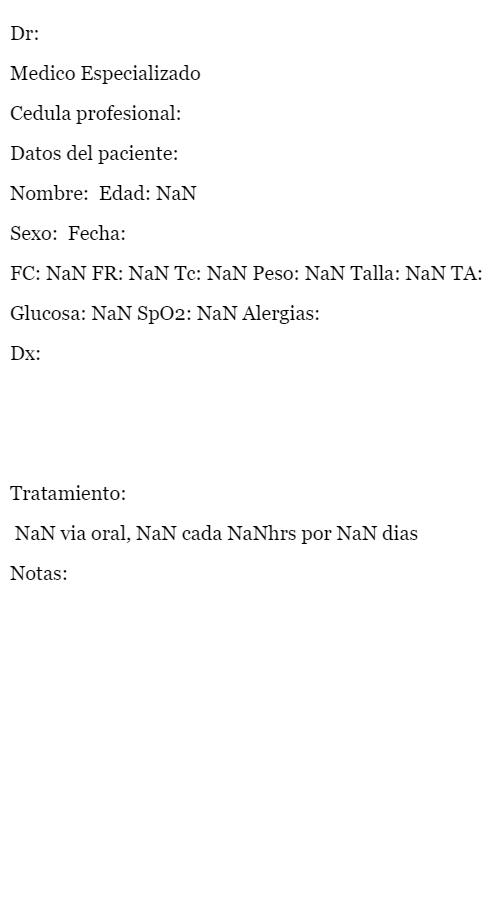 Dr:
Medico Especializado
Cedula profesional:
Datos del paciente:
Nombre:  Edad: NaN
Sexo:  Fecha:
FC: NaN FR: NaN Tc: NaN Peso: NaN Talla: NaN TA:
Glucosa: NaN SpO2: NaN Alergias:
Dx:
Tratamiento:
NaN via oral, NaN cada NaNhrs por NaN dias
Notas: